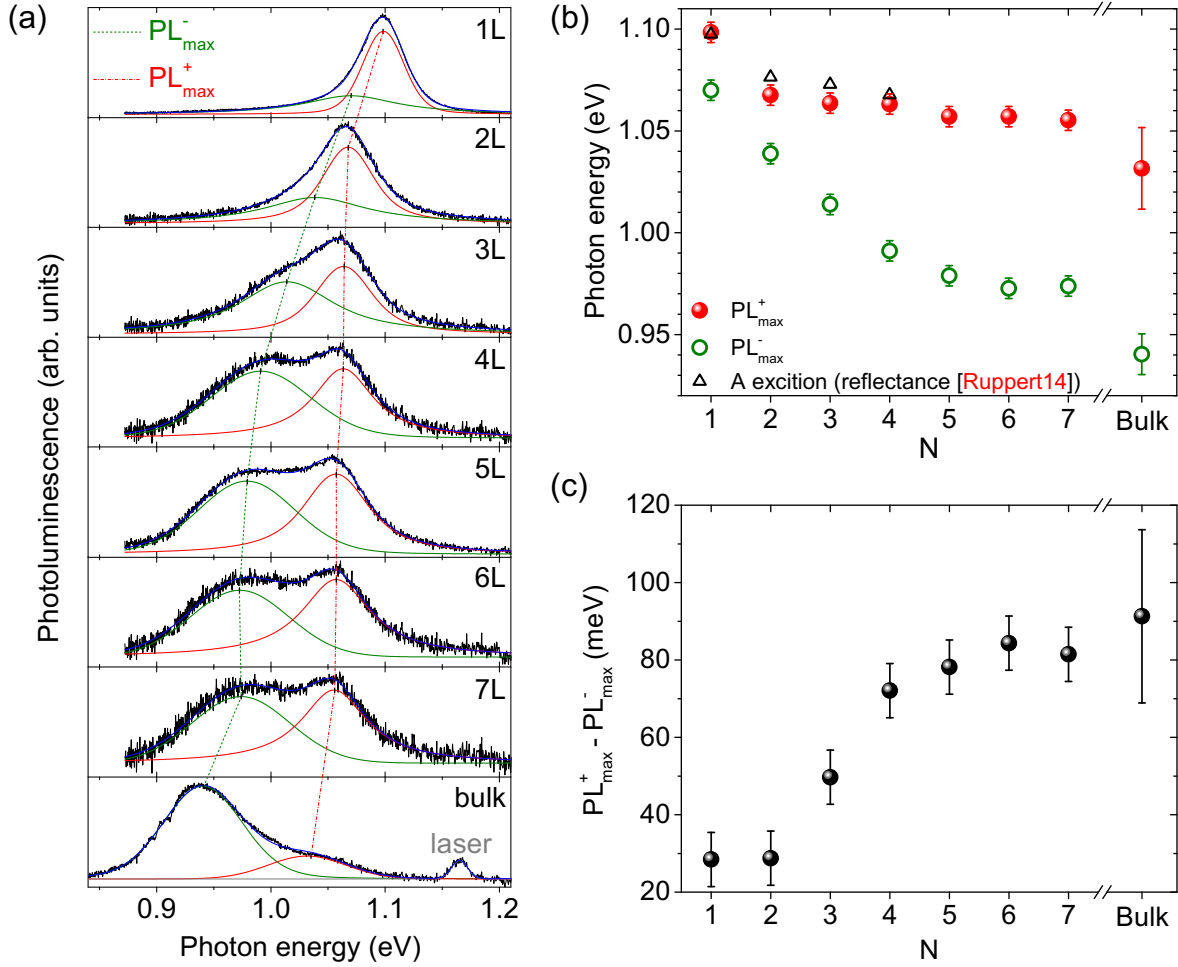 (a)
PL-max
PL+max
1L
2L
3L
4L
5L
6L
7L
bulk
laser
Photoluminescence (arb. units)
0.9 1.0 1.1 1.2
Photon energy (eV)
(b)
1.10
1.05
1.00
0.95
Photon energy (eV)
PL+max
PL-max
A excition (reflectance [Ruppert14])
1 2 3 4 5 6 7 Bulk
N
(c)
120
100
80
60
40
20
PL+max - PL-max (meV)
1 2 3 4 5 6 7 Bulk
N